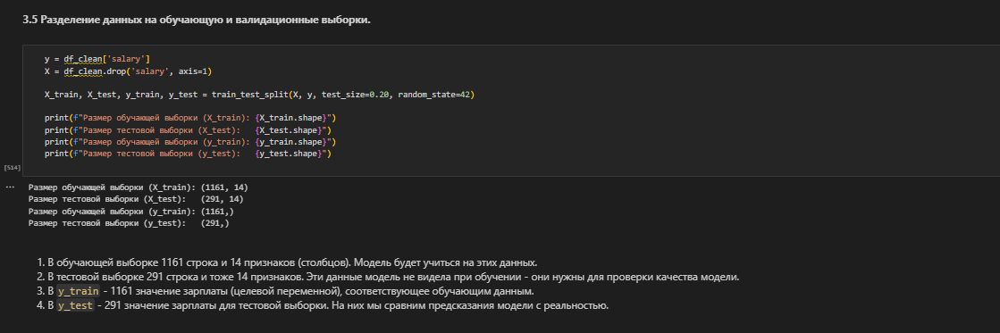 3.5 Разделение данных на обучающую и валидационные выборки.
y = df_clean['salary']
X = df_clean.drop('salary', axis=1)
X_train, X_test, y_train, y_test = train_test_split(X, y, test_size=0.20, random_state=42)
print(f"Размер обучающей выборки (X_train): {X_train.shape}")
print(f"Размер тестовой выборки (X_test):   {X_test.shape}")
print(f"Размер обучающей выборки (y_train): {y_train.shape}")
print(f"Размер тестовой выборки (y_test):   {y_test.shape}")
[514]
... Размер обучающей выборки (X_train): (1161, 14)
Размер тестовой выборки (X_test):   (291, 14)
Размер обучающей выборки (y_train): (1161,)
Размер тестовой выборки (y_test):   (291,)
1. В обучающей выборке 1161 строка и 14 признаков (столбцов). Модель будет учиться на этих данных.
2. В тестовой выборке 291 строка и тоже 14 признаков. Эти данные модель не видела при обучении - они нужны для проверки качества модели.
3. В y_train - 1161 значение зарплаты (целевой переменной), соответствующее обучающим данным.
4. В y_test - 291 значение зарплаты для тестовой выборки. На них мы сравним предсказания модели с реальностью.